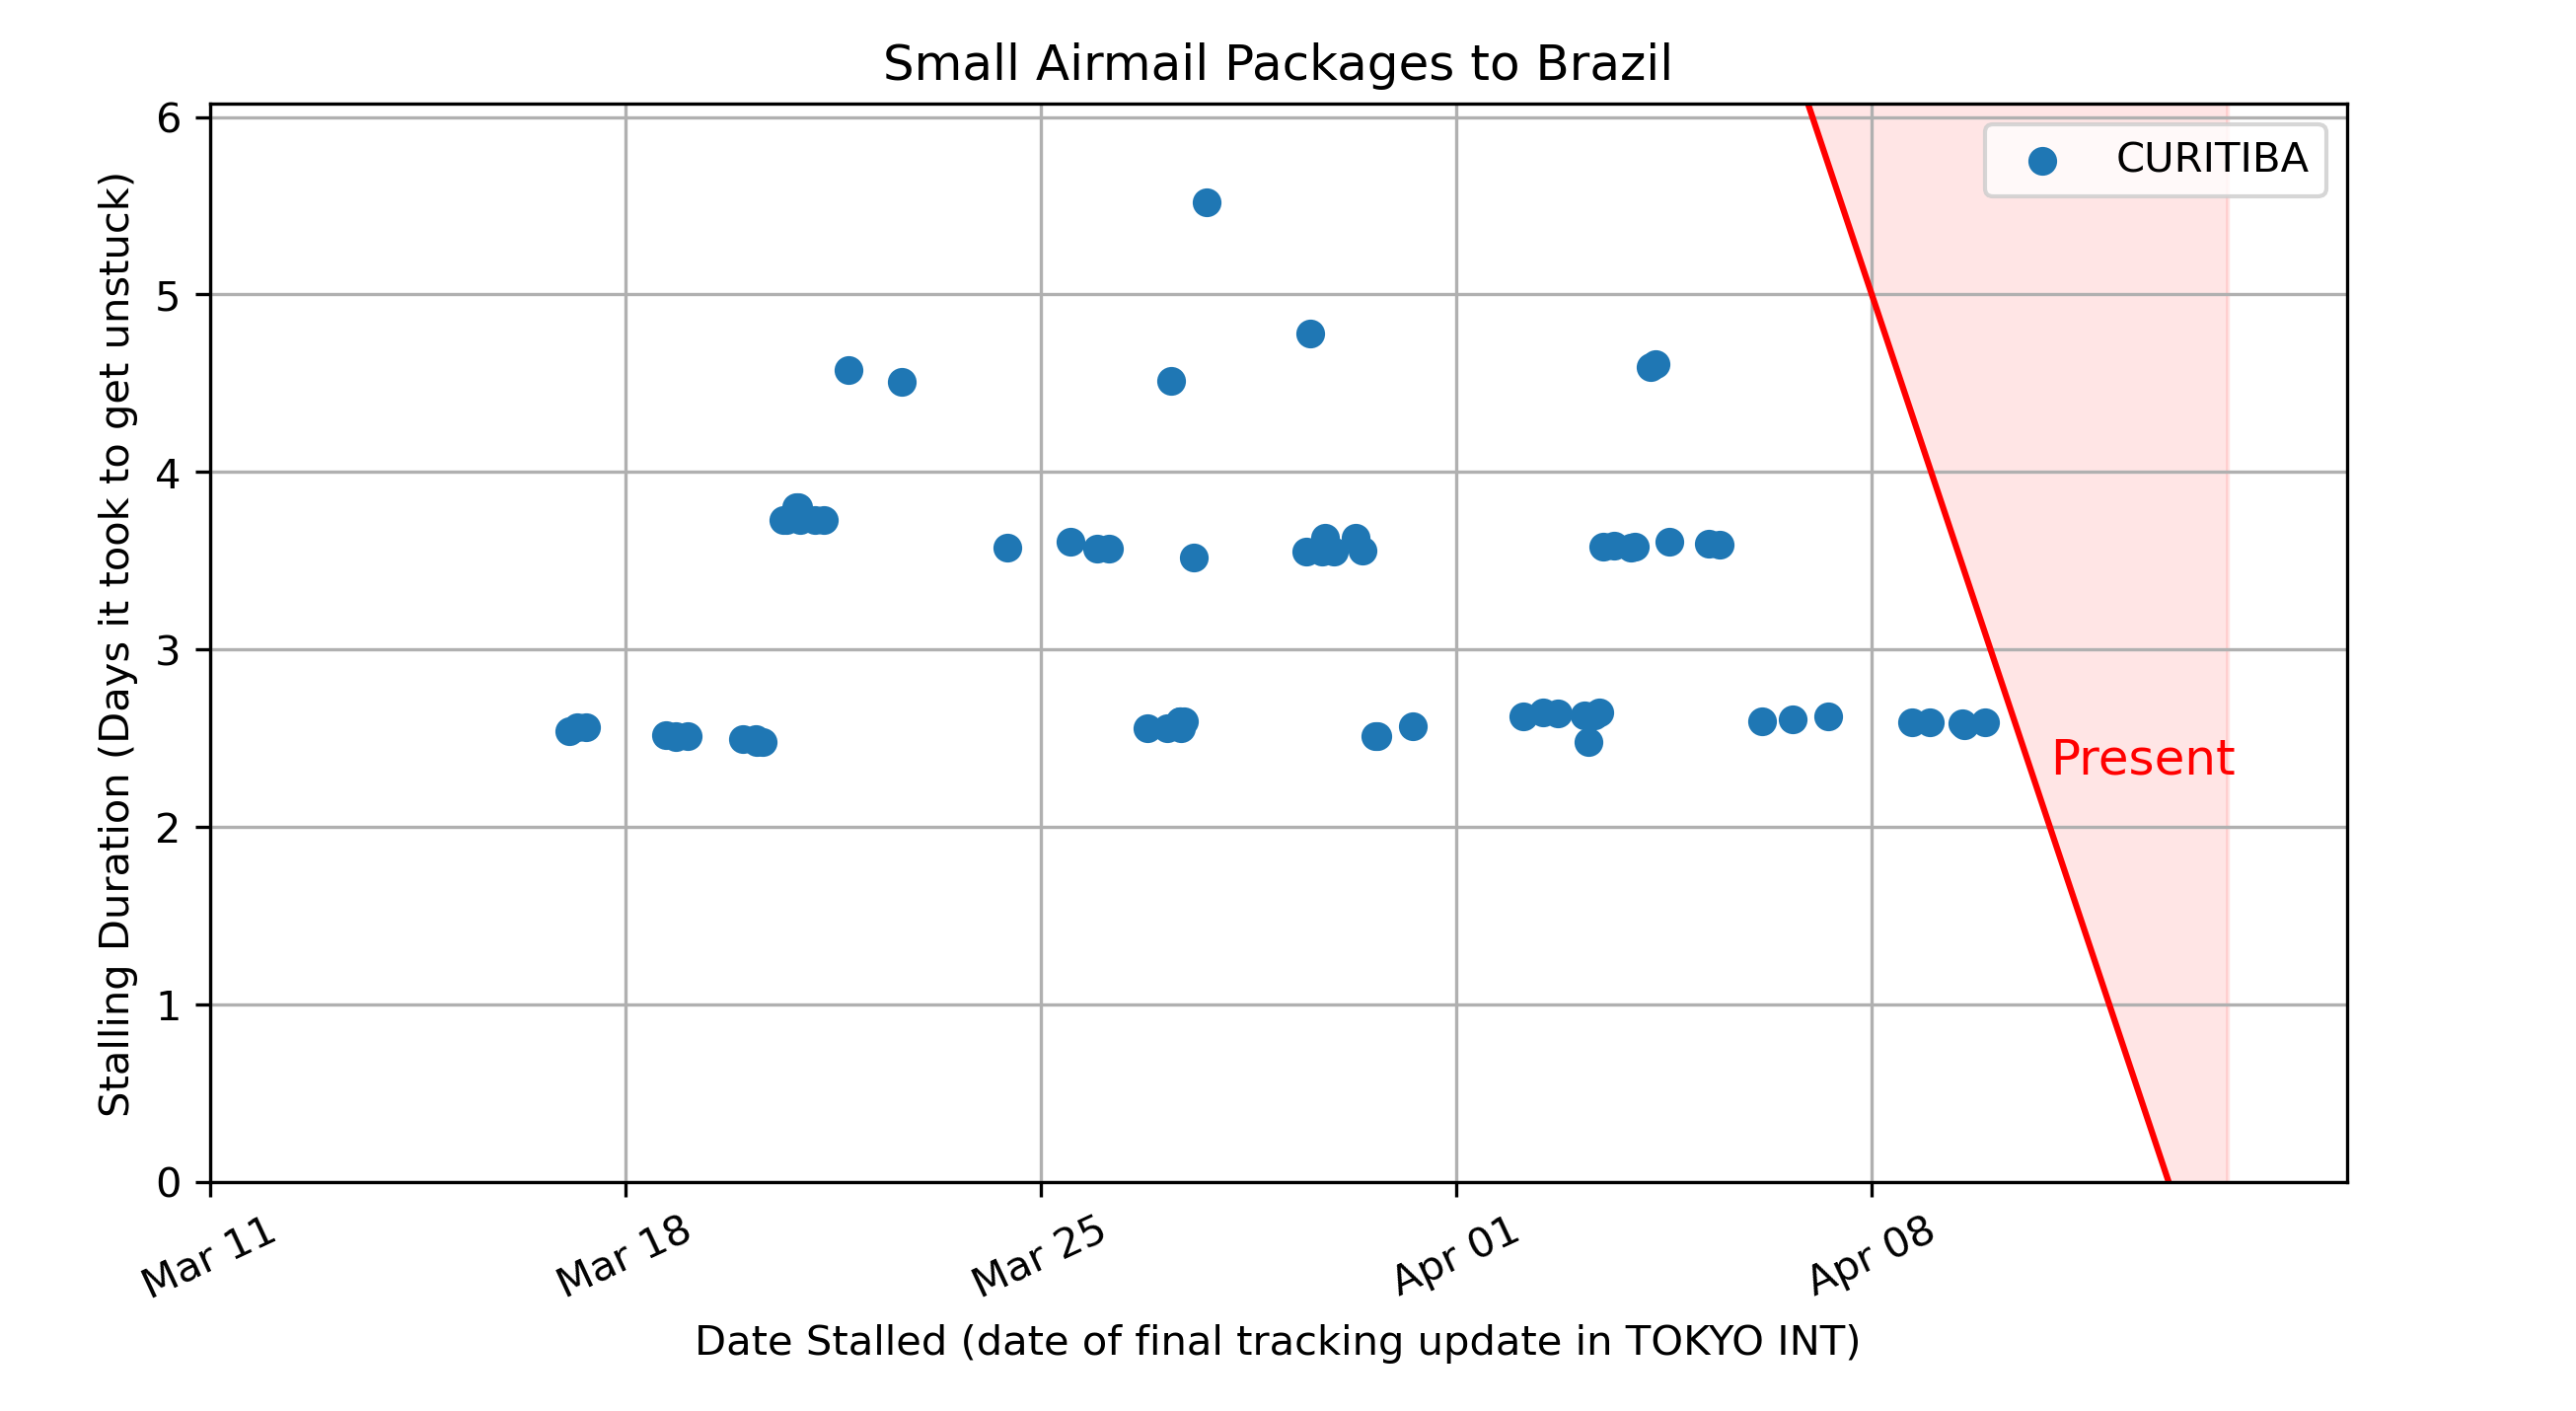 Small Airmail Packages to Brazil
Stalling Duration (Days it took to get unstuck)
6
5
4
3
2
1
0
CURITIBA
Present
Mar 11
Mar 18
Mar 25
Apr 01
Apr 08
Date Stalled (date of final tracking update in TOKYO INT)